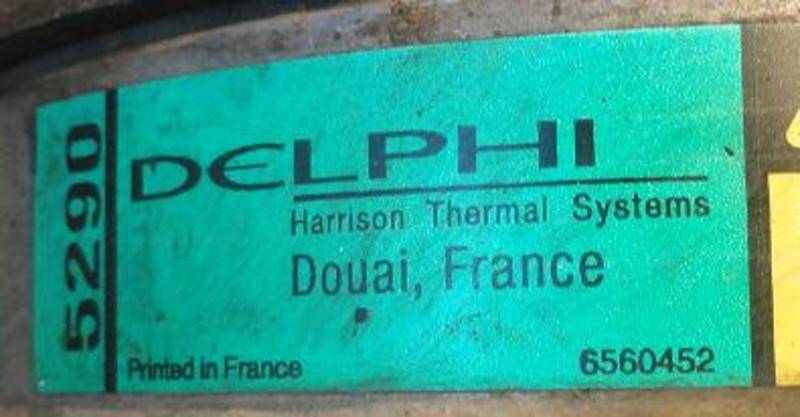 5290
DELPHI
Harrison Thermal Systems
Douai, France
Printed in France
6560452